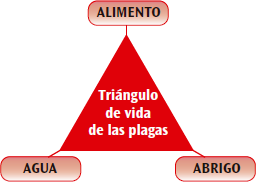 ALIMENTO
Triángulo
de vida
de las plagas
AGUA
ABRIGO